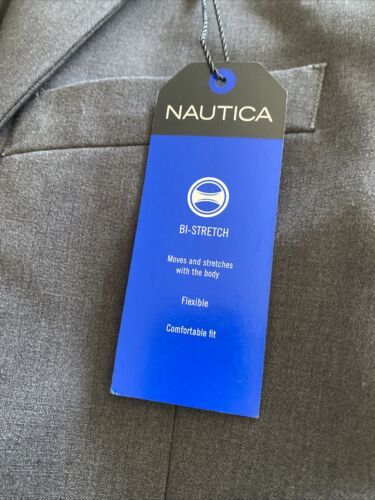 NAUTICA
BI-STRETCH
Moves and stretches
with the body
Flexible
Comfortable fit